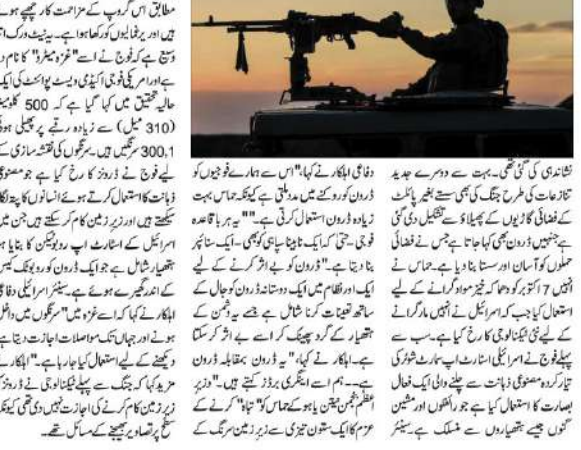 نشاندہی کی گئی تھی۔ بہت سے دوسرے جدید
تنازعات کی طرح جنگ کی بھی سستے بغیر پائلٹ
کے فضائی گاڑیوں کے پھیلاؤ سے تشکیل دی گئی
ہے جنہیں ڈرون بھی کہا جاتا ہے جس نے فضائی
حملوں کو آسان اور سستا بنا دیا ہے۔ حماس نے
انہیں 7 اکتوبر کو دھماکہ خیز مواد گرانے کے لیے
استعمال کیا جب کہ اسرائیل نے انہیں مار گرانے
کے لیے نئی ٹیکنالوجی کا رخ کیا ہے۔ سب سے
پہلے فوج نے اسرائیلی اسٹارٹ اپ سمارٹ شوٹر کی
تیار کردہ مصنوعی ذہانت سے چلنے والی ایک فعال
بصارت کا استعمال کیا ہے جو رائفلوں اور مشین
گنوں جیسے ہتھیاروں سے منسلک ہے۔ سینئر
دفاعی اہلکار نے کہا، "اس سے ہمارے فوجیوں کو
ڈرون کو روکنے میں مدد ملتی ہے کیونکہ حماس بہت
زیادہ ڈرون استعمال کرتی ہے۔" "یہ ہر باقاعدہ
فوجی - حتیٰ کہ ایک نابینا سپاہی کو بھی - ایک سنائپر
بنا دیتا ہے۔" ڈرون کو بے اثر کرنے کے لیے
ایک اور نظام میں ایک دوستانہ ڈرون کو جال کے
ساتھ تعینات کرنا شامل ہے جسے یہ دشمن کے
ہتھیار کے گرد پھینک کر اسے بے اثر کر سکتا
ہے۔ اہلکار نے کہا، "یہ ڈرون بمقابلہ ڈرون
ہے -- ہم اسے اینگری برڈز کہتے ہیں۔" وزیر
اعظم بنجمن نیتن یاہو کے حماس کو "تباہ" کرنے کے
عزم کا ایک ستون تیزی سے زیر زمین سرنگ کے
مطابق اس گروپ کے مزاحمت کار چھپے ہوئے
ہیں اور یرغمالیوں کو رکھا ہوا ہے۔ یہ نیٹ ورک
وسیع ہے کہ فوج نے اسے "غزہ میٹرو" کا نام
ہے اور امریکی فوجی اکیڈمی ویسٹ پوائنٹ کی ایک
حالیہ تحقیق میں کہا گیا ہے کہ 500
(310 میل) سے زیادہ رقبے پر پھیلی
300,1 سرنگیں ہیں۔ سرنگوں کی نقشہ سازی کے
لیے فوج نے ڈرونز کا رخ کیا ہے جو مصنوعی
ذہانت کا استعمال کرتے ہوئے انسانوں کا پتہ
سیکھتے ہیں اور زیر زمین کام کر سکتے ہیں جن میں
اسرائیل کے اسٹارٹ اپ روبوٹیکن کا بنایا
ہتھیار شامل ہے جو ایک ڈرون کو روبوٹک
کے اندر گھیرے ہوئے ہے۔ سینئر اسرائیلی
اہلکار نے کہا کہ اسے غزہ میں "سرنگوں میں
ہونے اور جہاں تک مواصلات اجازت دیتا ہے
دیکھنے کے لیے استعمال کیا جا رہا ہے۔" اہلکار نے
مزید کہا کہ جنگ سے پہلے ٹیکنالوجی نے ڈرونز
زیر زمین کام کرنے کی اجازت نہیں دی تھی کیونکہ
سطح پر تصاویر بھیجنے کے مسائل تھے۔